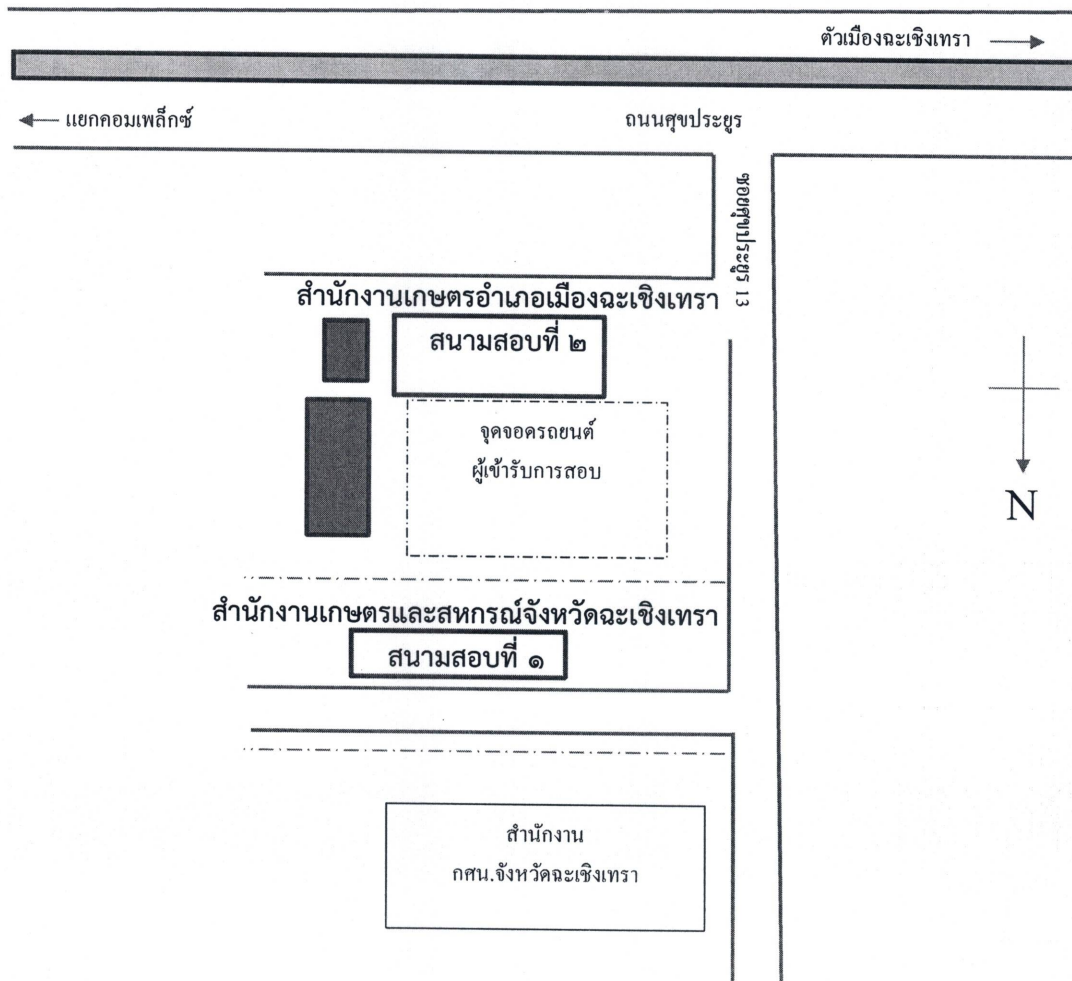 ตัวเมืองฉะเชิงเทรา
แยกคอมเพล็กซ์
ถนนศุขประยูร
ซอยศุขประยูร 13
สำนักงานเกษตรอำเภอเมืองฉะเชิงเทรา
สนามสอบที่ ๒
จุดจอดรถยนต์
ผู้เข้ารับการสอบ
N
สำนักงานเกษตรและสหกรณ์จังหวัดฉะเชิงเทรา
สนามสอบที่ ๑
สำนักงาน
กศน.จังหวัดฉะเชิงเทรา